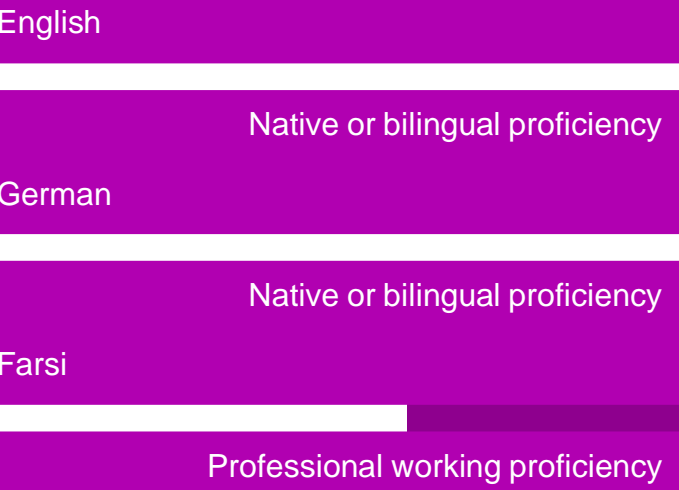 English
Native or bilingual proficiency
German
Native or bilingual proficiency
Farsi
Professional working proficiency